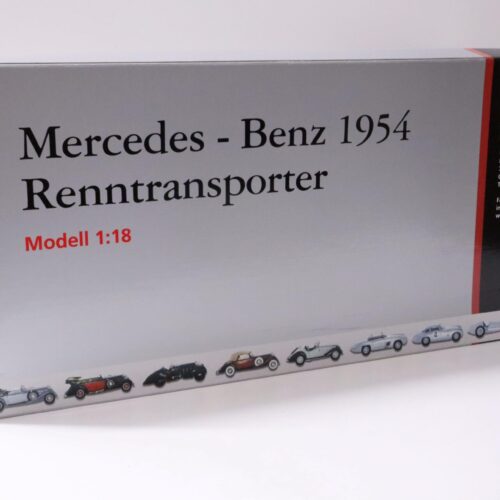 Mercedes - Benz 1954
Renntransporter
Modell 1:18